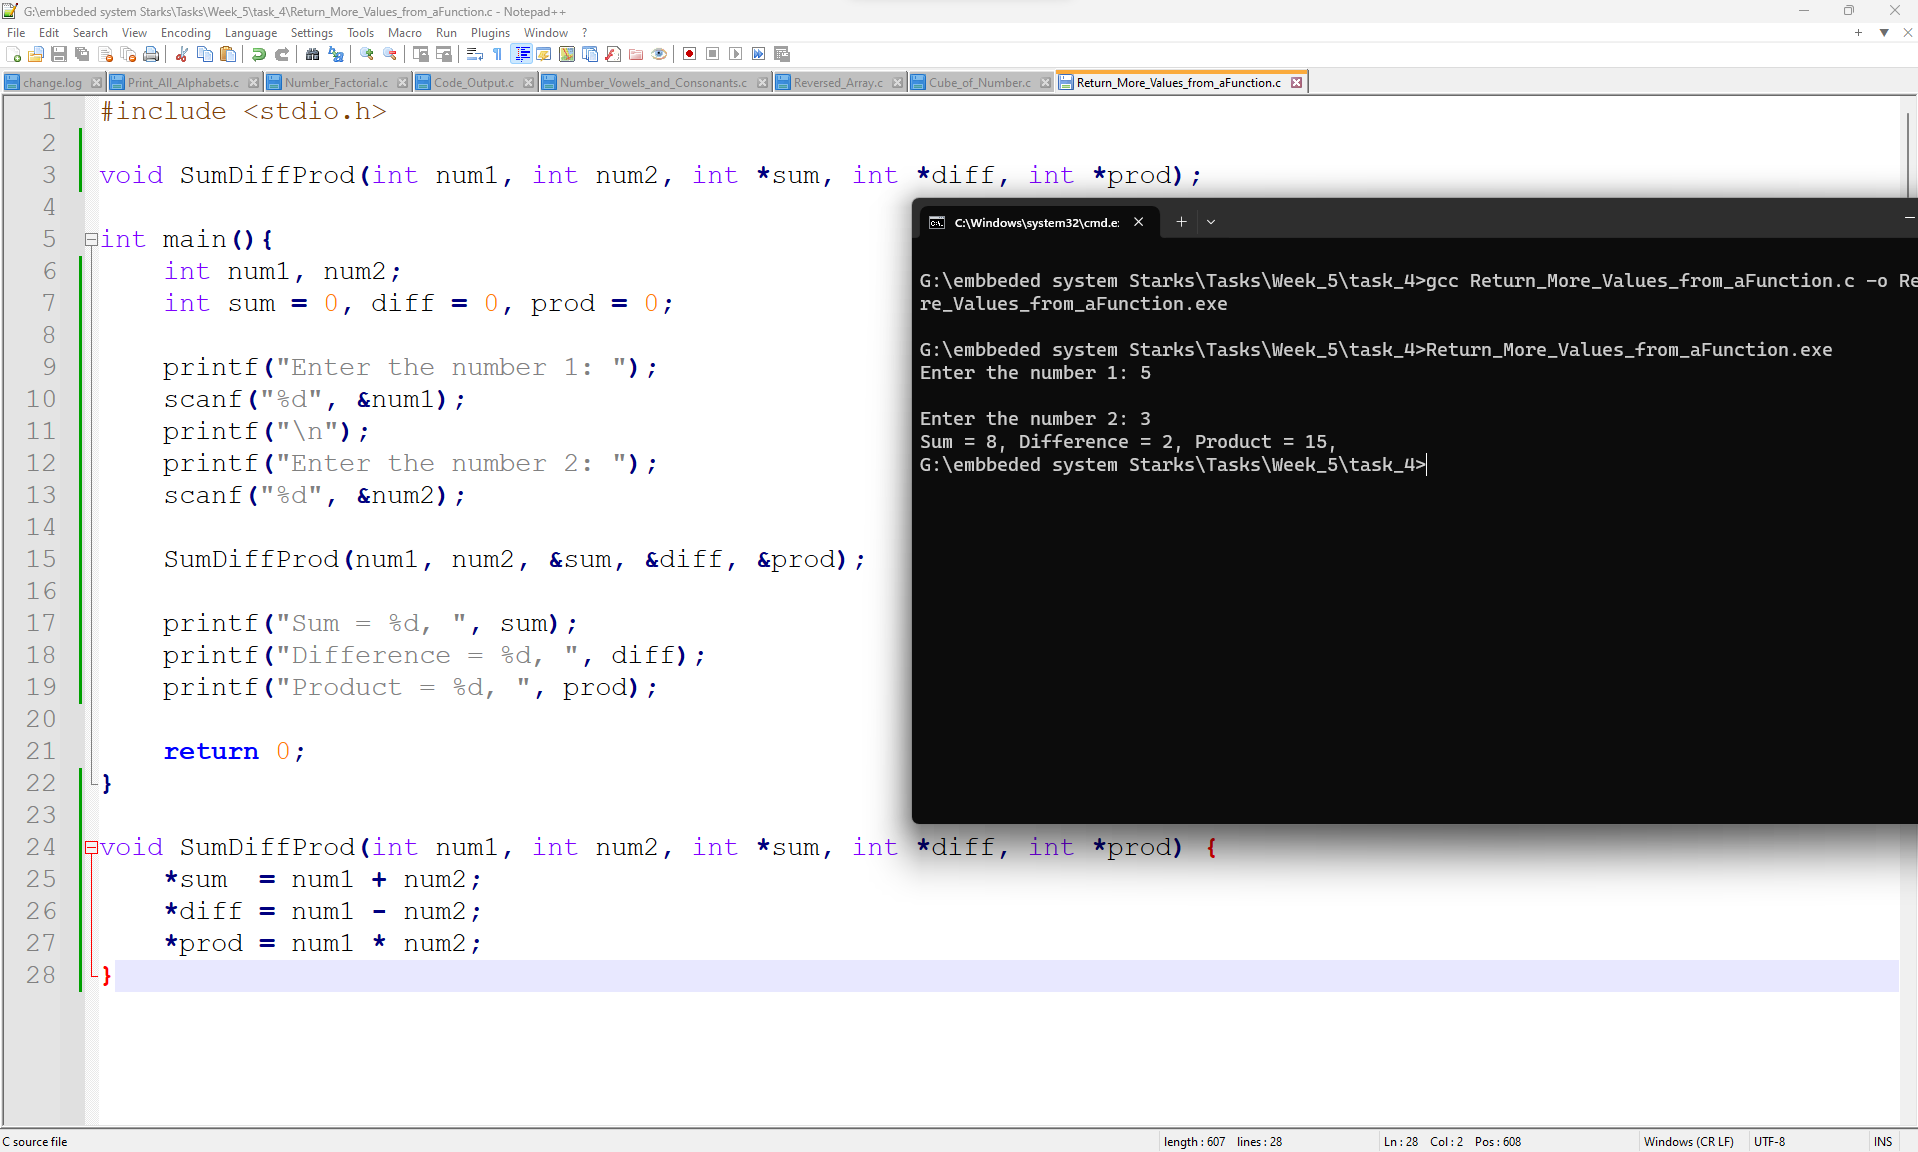 G:\embbeded system Starks\Tasks\Week_5\task_4\Return_More_Values_from_aFunction.c - Notepad++
File Edit Search View Encoding Language Settings Tools Macro Run Plugins Window ?
change.log Print_All_Alphabets.c Number_Factorial.c Code_Output.c Number_Vowels_and_Consonants.c Reversed_Array.c Cube_of_Number.c Return_More_Values_from_aFunction.c
1 #include <stdio.h>
2
3 void SumDiffProd(int num1, int num2, int *sum, int *diff, int *prod);
4
5 int main(){
6 int num1, num2;
7 int sum = 0, diff = 0, prod = 0;
8
9 printf("Enter the number 1: ");
10 scanf("%d", &num1);
11 printf("\n");
12 printf("Enter the number 2: ");
13 scanf("%d", &num2);
14
15 SumDiffProd(num1, num2, &sum, &diff, &prod);
16
17 printf("Sum = %d, ", sum);
18 printf("Difference = %d, ", diff);
19 printf("Product = %d, ", prod);
20
21 return 0;
22 }
23
24 void SumDiffProd(int num1, int num2, int *sum, int *diff, int *prod) {
25 *sum  = num1 + num2;
26 *diff = num1 - num2;
27 *prod = num1 * num2;
28 }
C:\Windows\system32\cmd.e
G:\embbeded system Starks\Tasks\Week_5\task_4>gcc Return_More_Values_from_aFunction.c -o Re
re_Values_from_aFunction.exe
G:\embbeded system Starks\Tasks\Week_5\task_4>Return_More_Values_from_aFunction.exe
Enter the number 1: 5
Enter the number 2: 3
Sum = 8, Difference = 2, Product = 15,
G:\embbeded system Starks\Tasks\Week_5\task_4>
C source file length : 607 lines : 28 Ln : 28 Col : 2 Pos : 608 Windows (CR LF) UTF-8 INS